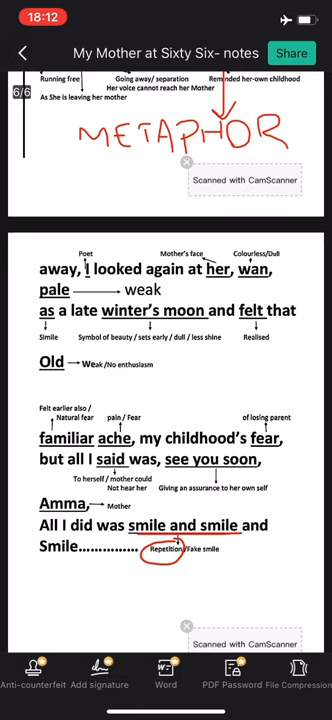 18:12
My Mother at Sixty Six- notes
Share
Running free Going away/ separation Reminded her-own childhood
Her voice cannot reach her Mother
6/6
As She is leaving her mother
METAPHOR
Scanned with CamScanner
Poet Mother's face Colourless/Dull
away, I looked again at her, wan,
pale weak
as a late winter's moon and felt that
Simile Symbol of beauty / sets early / dull / less shine Realised
Old Weak/No enthusiasm
Felt earlier also /
Natural fear pain / Fear of losing parent
familiar ache, my childhood's fear,
but all I said was, see you soon,
To herself / mother could
Not hear her Giving an assurance to her own self
Amma, Mother
All I did was smile and smile and
Smile...............
Repetition /Fake smile
Scanned with CamScanner
Anti-counterfeit Add signature Word PDF Password File Compression